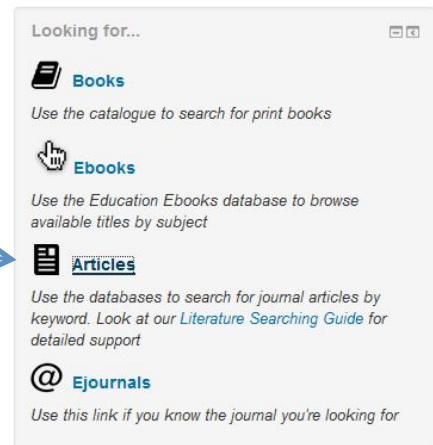 Looking for...
Books
Use the catalogue to search for print books
Ebooks
Use the Education Ebooks database to browse
available titles by subject
Articles
Use the databases to search for journal articles by
keyword. Look at our Literature Searching Guide for
detailed support
@ Ejournals
Use this link if you know the journal you're looking for